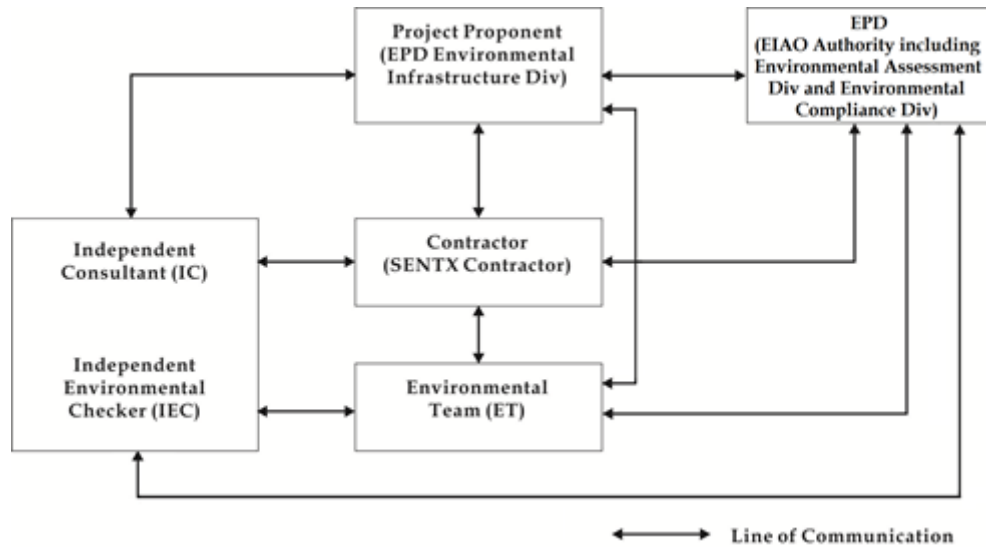 Project Proponent
(EPD Environmental
Infrastructure Div)
EPD
(EIAO Authority including
Environmental Assessment
Div and Environmental
Compliance Div)
Independent
Consultant (IC)
Contractor
(SENTX Contractor)
Independent
Environmental
Checker (IEC)
Environmental
Team (ET)
Line of Communication